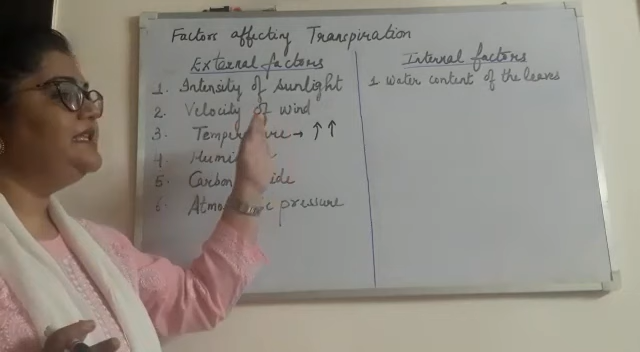 Factors affecting Transpiration
External factors
1. Intensity of sunlight
2. Velocity of wind
3. → ↑↑
4.
5.
6. pressure
Internal factors
1 Water content of the leaves